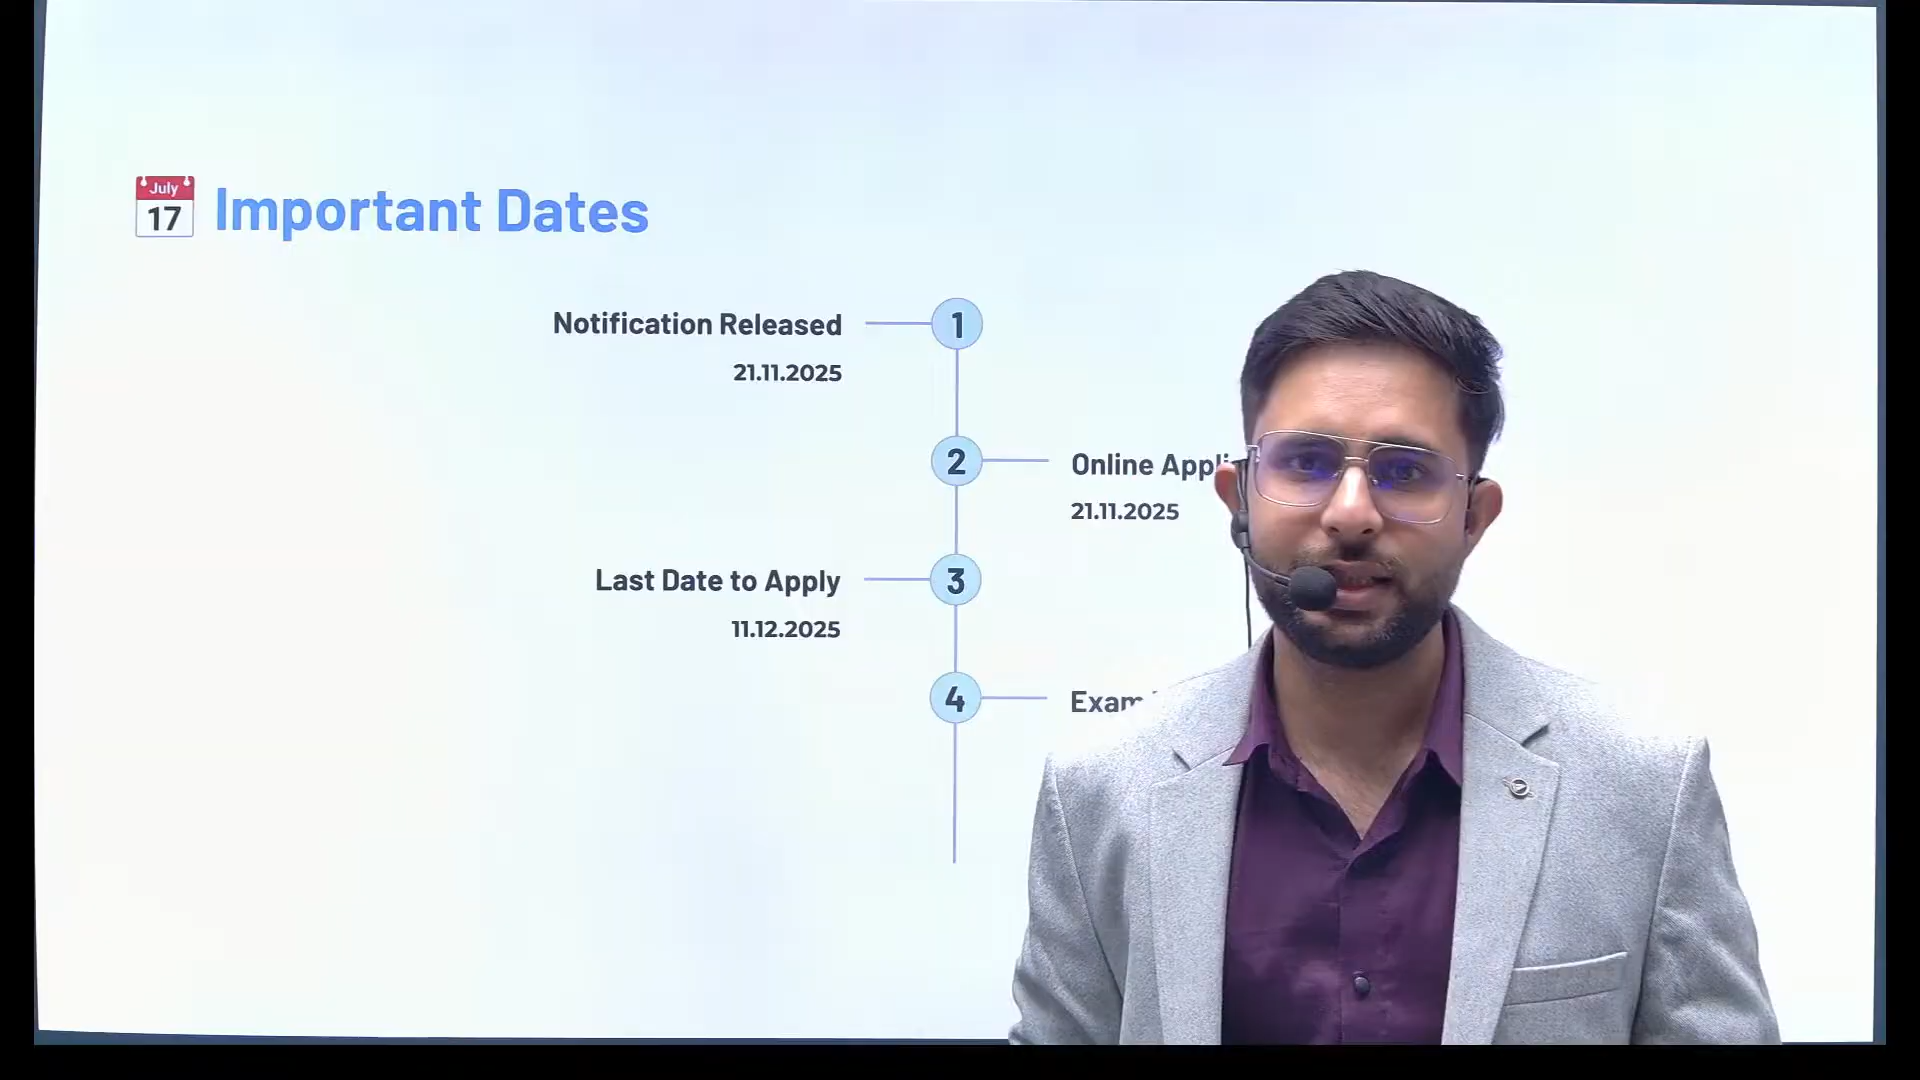 July
17
Important Dates
Notification Released
1
21.11.2025
2
Online
21.11.2025
Last Date to Apply
3
11.12.2025
4
Exam